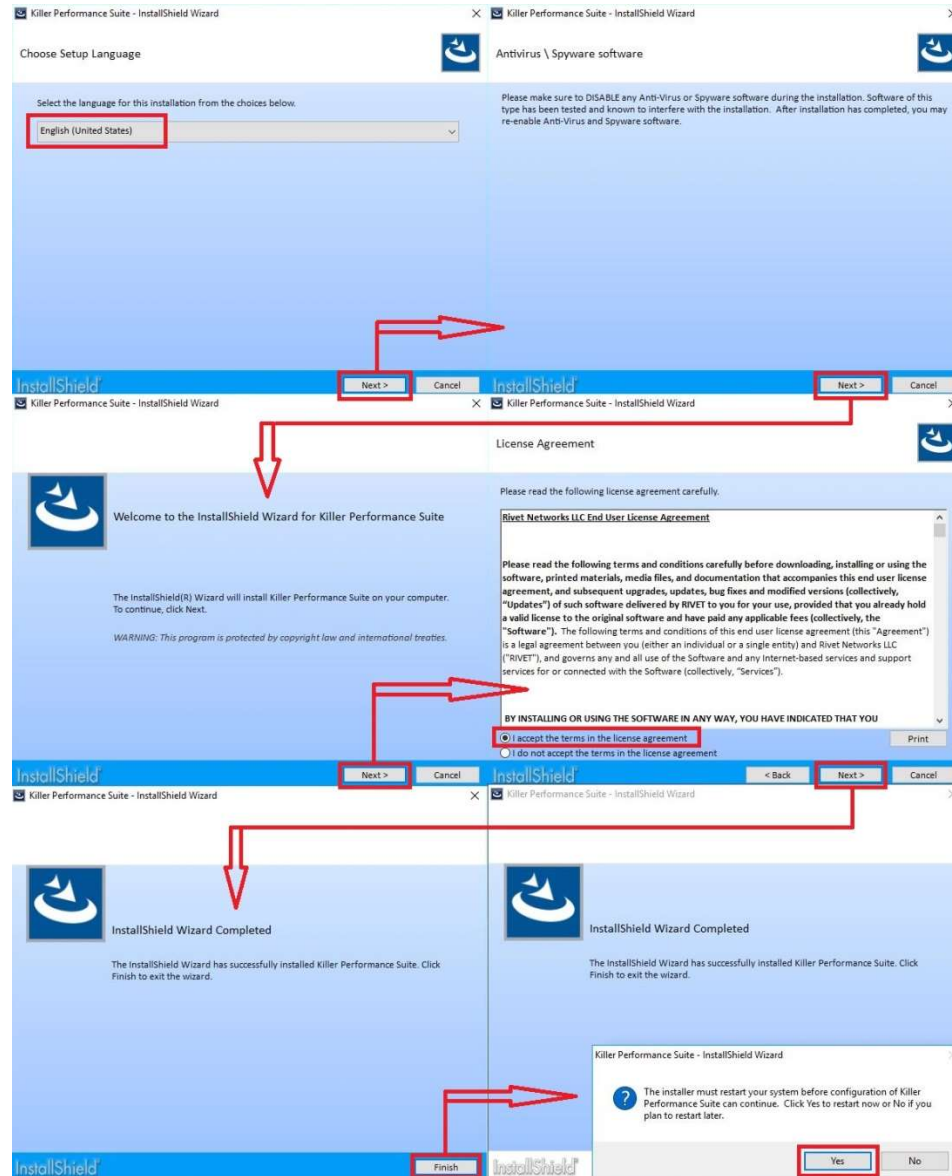 Killer Performance Suite - InstallShield Wizard
Choose Setup Language
Select the language for this installation from the choices below.
English (United States)
InstallShield
Next >
Cancel
Killer Performance Suite - InstallShield Wizard
Antivirus \ Spyware software
Please make sure to DISABLE any Anti-Virus or Spyware software during the installation. Software of this
type has been tested and known to interfere with the installation. After installation has completed, you may
re-enable Anti-Virus and Spyware software.
InstallShield
Next >
Cancel
Killer Performance Suite - InstallShield Wizard
Welcome to the InstallShield Wizard for Killer Performance Suite
The InstallShield(R) Wizard will install Killer Performance Suite on your computer.
To continue, click Next.
WARNING: This program is protected by copyright law and international treaties.
InstallShield
Next >
Cancel
Killer Performance Suite - InstallShield Wizard
License Agreement
Please read the following license agreement carefully.
Rivet Networks LLC End User License Agreement
Please read the following terms and conditions carefully before downloading, installing or using the
software, printed materials, media files, and documentation that accompanies this end user license
agreement, and subsequent upgrades, updates, bug fixes and modified versions (collectively,
“Updates”) of such software delivered by RIVET to you for your use, provided that you already hold
a valid license to the original software and have paid any applicable fees (collectively, the
"Software"). The following terms and conditions of this end user license agreement (this "Agreement")
is a legal agreement between you (either an individual or a single entity) and Rivet Networks LLC
("RIVET"), and governs any and all use of the Software and any Internet-based services and support
services for or connected with the Software (collectively, “Services”).
BY INSTALLING OR USING THE SOFTWARE IN ANY WAY, YOU HAVE INDICATED THAT YOU
I accept the terms in the license agreement
Print
I do not accept the terms in the license agreement
InstallShield
< Back
Next >
Cancel
Killer Performance Suite - InstallShield Wizard
InstallShield Wizard Completed
The InstallShield Wizard has successfully installed Killer Performance Suite. Click
Finish to exit the wizard.
InstallShield
Finish
Killer Performance Suite - InstallShield Wizard
InstallShield Wizard Completed
The InstallShield Wizard has successfully installed Killer Performance Suite. Click
Finish to exit the wizard.
Killer Performance Suite - InstallShield Wizard
The installer must restart your system before configuration of Killer
Performance Suite can continue. Click Yes to restart now or No if you
plan to restart later.
Yes
No
InstallShield